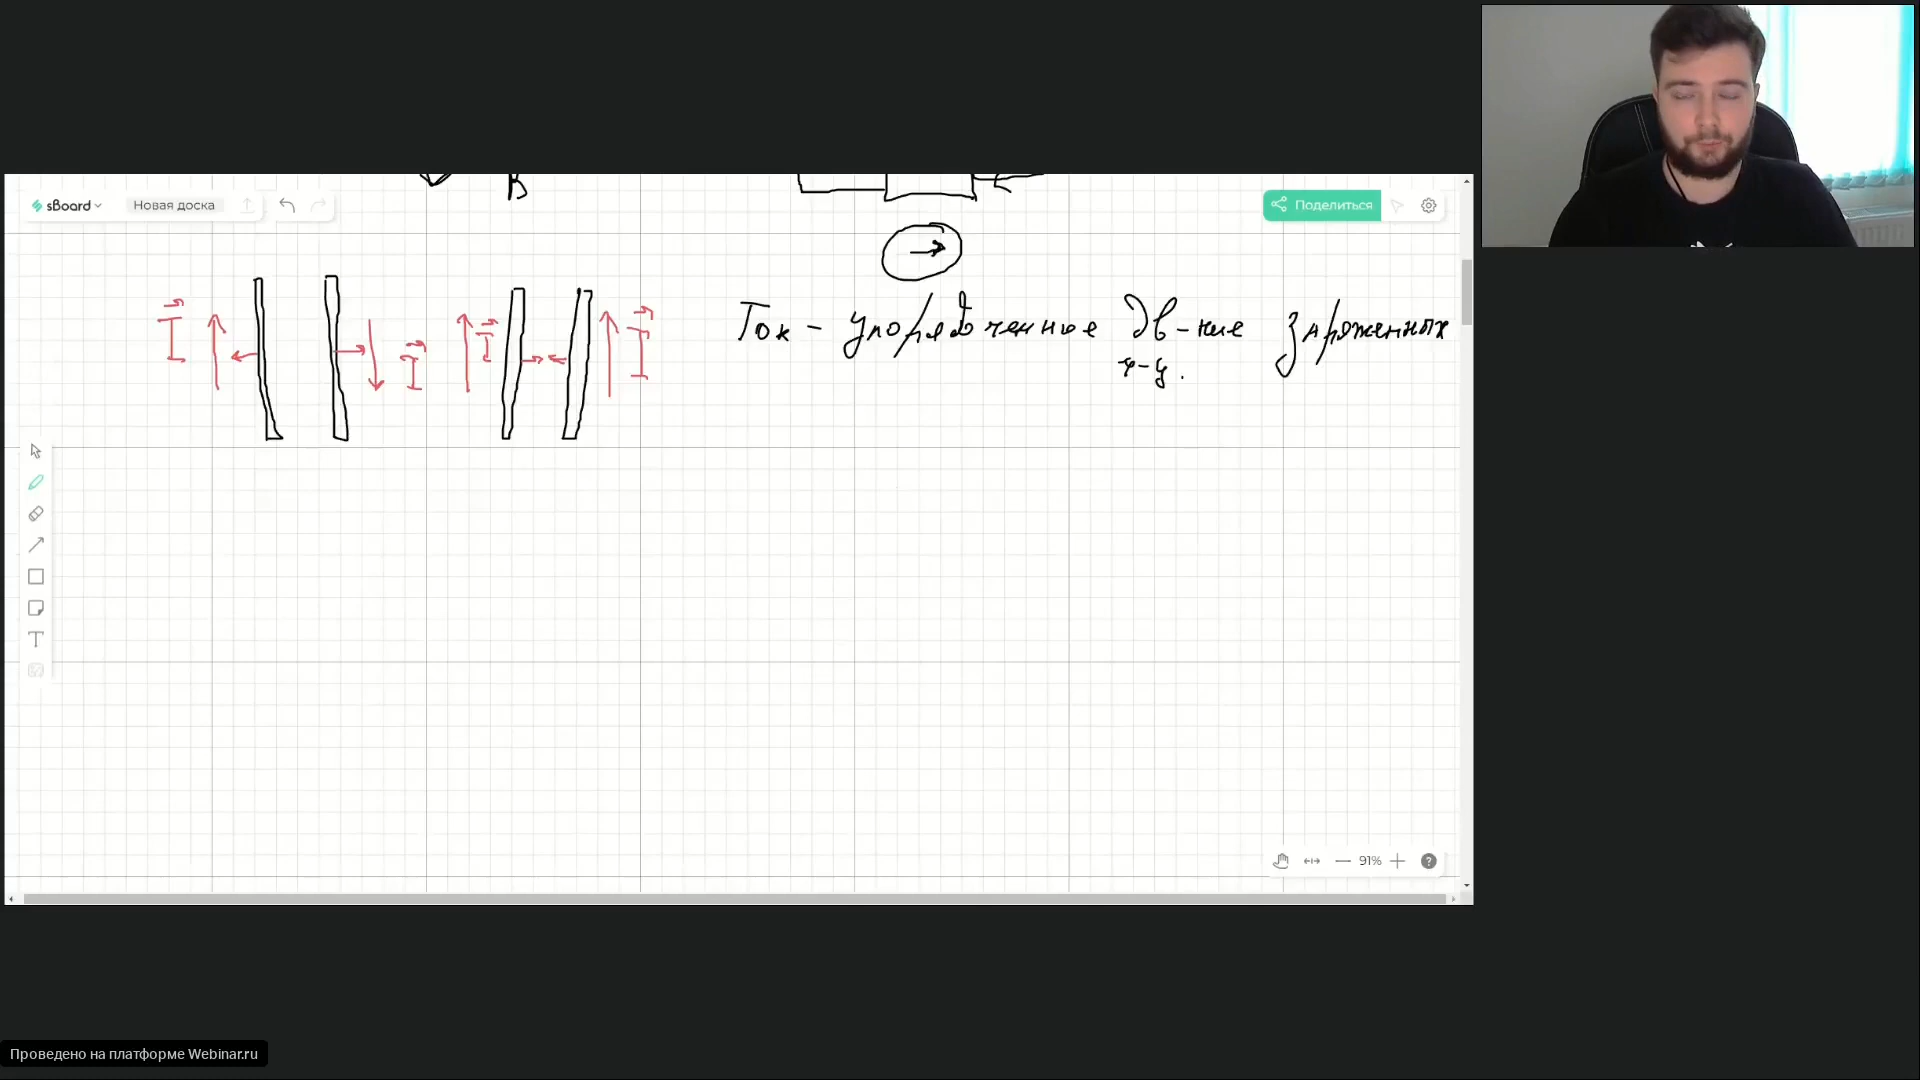 B
sBoard
Новая доска
Поделиться
I I I I
Ток - упорядоченное дв-ние заряженных
ч-ц.
91%
Проведено на платформе Webinar.ru